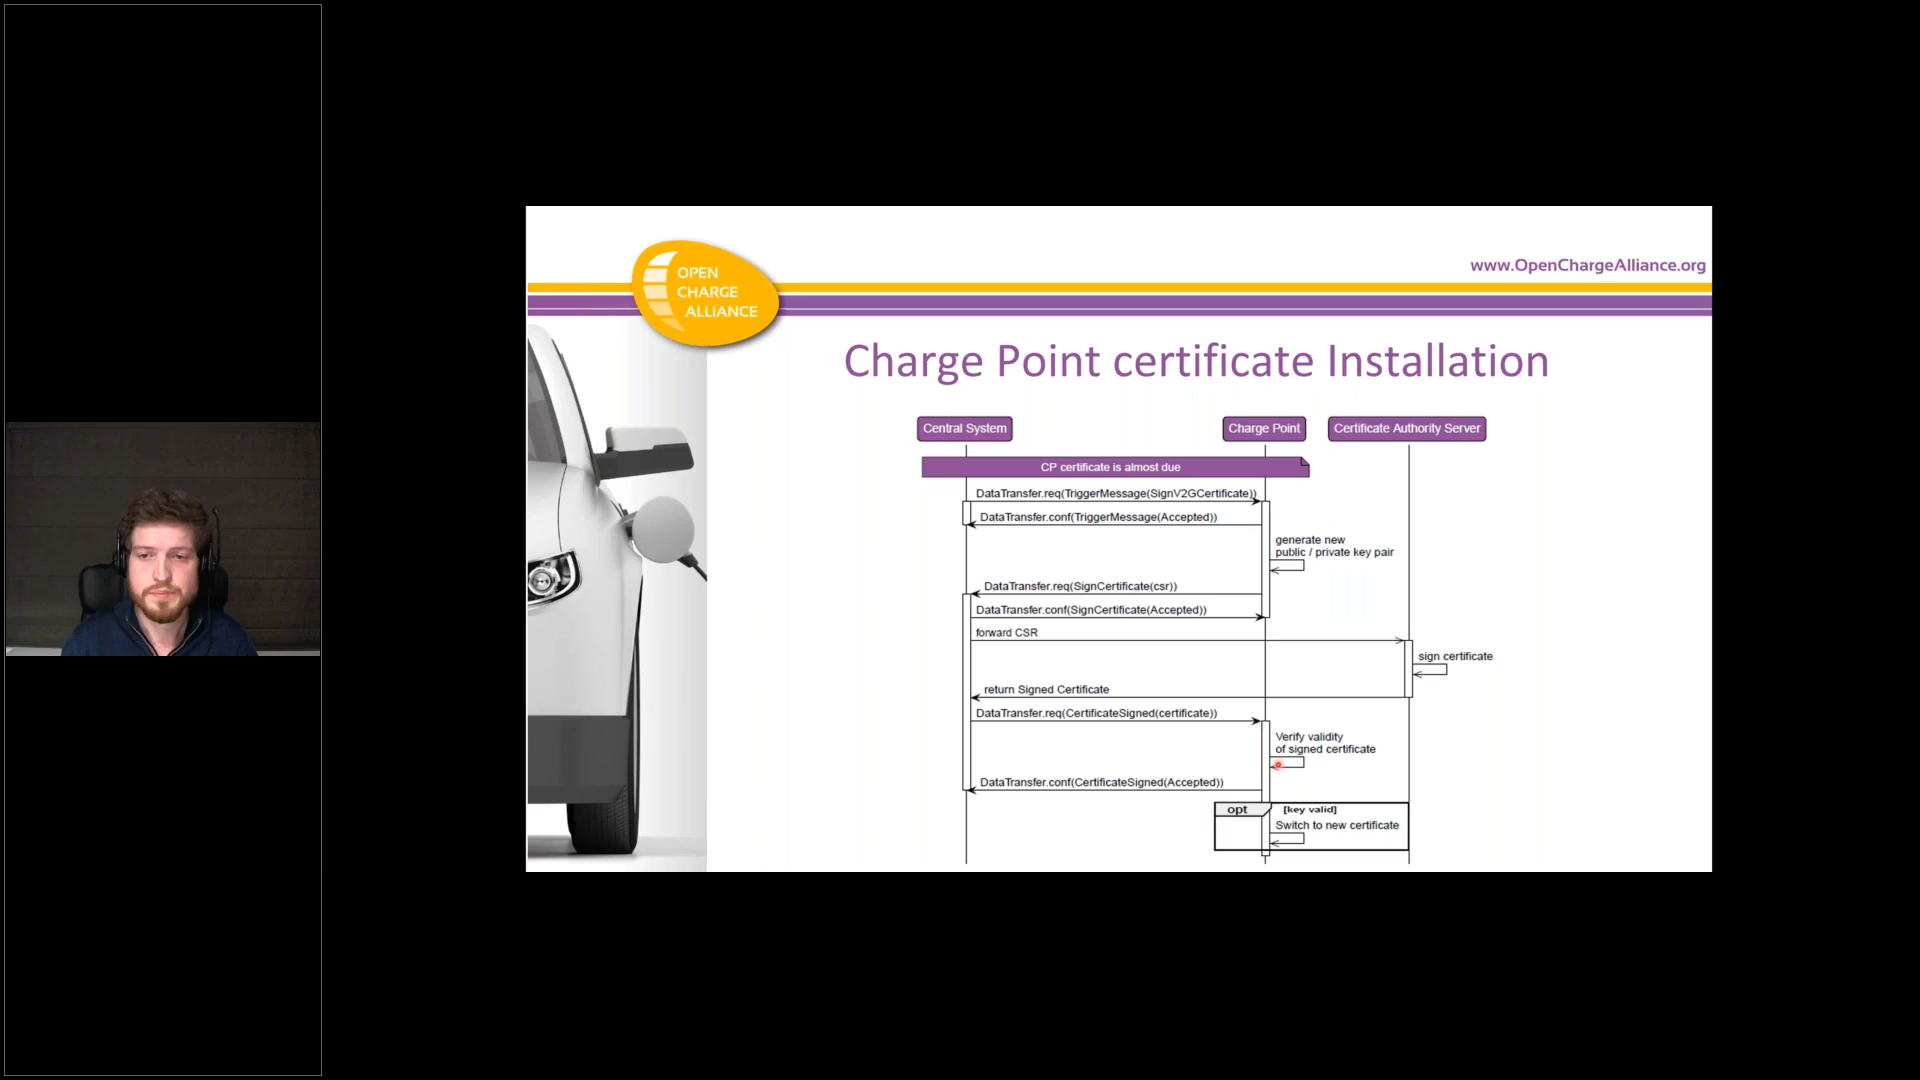 www.OpenChargeAlliance.org
OPEN
CHARGE
ALLIANCE
Charge Point certificate Installation
Central System
Charge Point
Certificate Authority Server
CP certificate is almost due
DataTransfer.req(TriggerMessage(SignV2GCertificate))
DataTransfer.conf(TriggerMessage(Accepted))
generate new
public / private key pair
DataTransfer.req(SignCertificate(csr))
DataTransfer.conf(SignCertificate(Accepted))
forward CSR
sign certificate
return Signed Certificate
DataTransfer.req(CertificateSigned(certificate))
Verify validity
of signed certificate
DataTransfer.conf(CertificateSigned(Accepted))
opt
[key valid]
Switch to new certificate